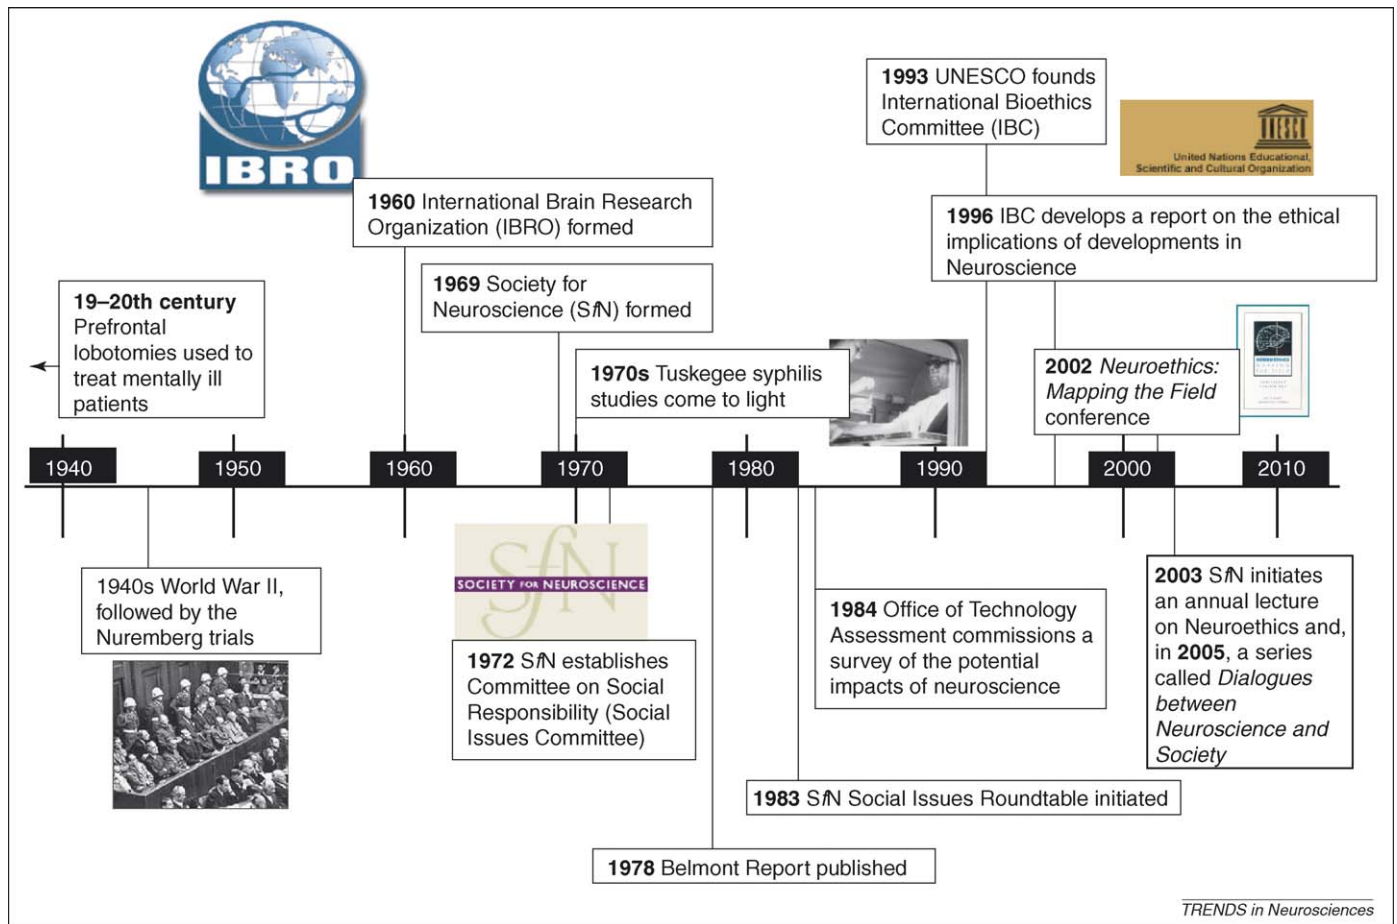 IBRO
1993 UNESCO founds
International Bioethics
Committee (IBC)
United Nations Educational,
Scientific and Cultural Organization
1960 International Brain Research
Organization (IBRO) formed
1996 IBC develops a report on the ethical
implications of developments in
Neuroscience
1969 Society for
Neuroscience (SfN) formed
19–20th century
Prefrontal
lobotomies used to
treat mentally ill
patients
1970s Tuskegee syphilis
studies come to light
2002 Neuroethics:
Mapping the Field
conference
1940
1950
1960
1970
1980
1990
2000
2010
1940s World War II,
followed by the
Nuremberg trials
SfN
SOCIETY FOR NEUROSCIENCE
1972 SfN establishes
Committee on Social
Responsibility (Social
Issues Committee)
1984 Office of Technology
Assessment commissions a
survey of the potential
impacts of neuroscience
2003 SfN initiates
an annual lecture
on Neuroethics and,
in 2005, a series
called Dialogues
between
Neuroscience and
Society
1983 SfN Social Issues Roundtable initiated
1978 Belmont Report published
TRENDS in Neurosciences